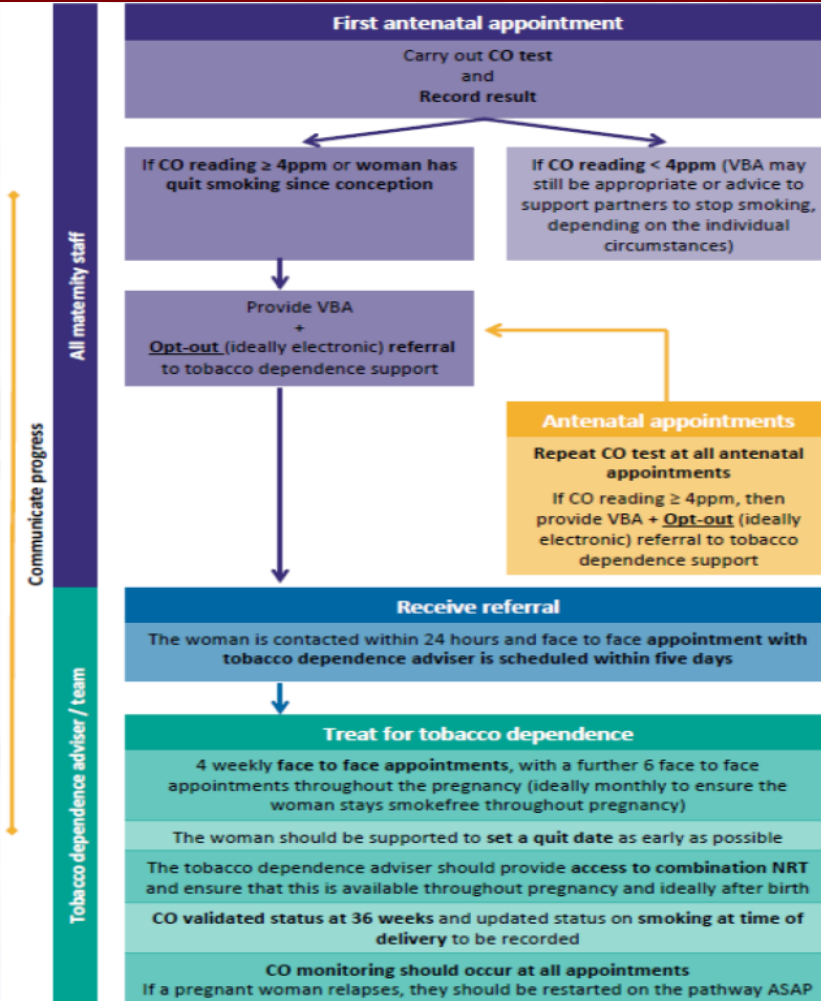 First antenatal appointment
Carry out CO test
and
Record result
If CO reading ≥ 4ppm or woman has
quit smoking since conception
If CO reading < 4ppm (VBA may
still be appropriate or advice to
support partners to stop smoking,
depending on the individual
circumstances)
Provide VBA
+
Opt-out (ideally electronic) referral
to tobacco dependence support
Antenatal appointments
Repeat CO test at all antenatal
appointments
If CO reading ≥ 4ppm, then
provide VBA + Opt-out (ideally
electronic) referral to tobacco
dependence support
All maternity staff
Communicate progress
Receive referral
The woman is contacted within 24 hours and face to face appointment with
tobacco dependence adviser is scheduled within five days
Tobacco dependence adviser / team
Treat for tobacco dependence
4 weekly face to face appointments, with a further 6 face to face
appointments throughout the pregnancy (ideally monthly to ensure the
woman stays smokefree throughout pregnancy)
The woman should be supported to set a quit date as early as possible
The tobacco dependence adviser should provide access to combination NRT
and ensure that this is available throughout pregnancy and ideally after birth
CO validated status at 36 weeks and updated status on smoking at time of
delivery to be recorded
CO monitoring should occur at all appointments
If a pregnant woman relapses, they should be restarted on the pathway ASAP